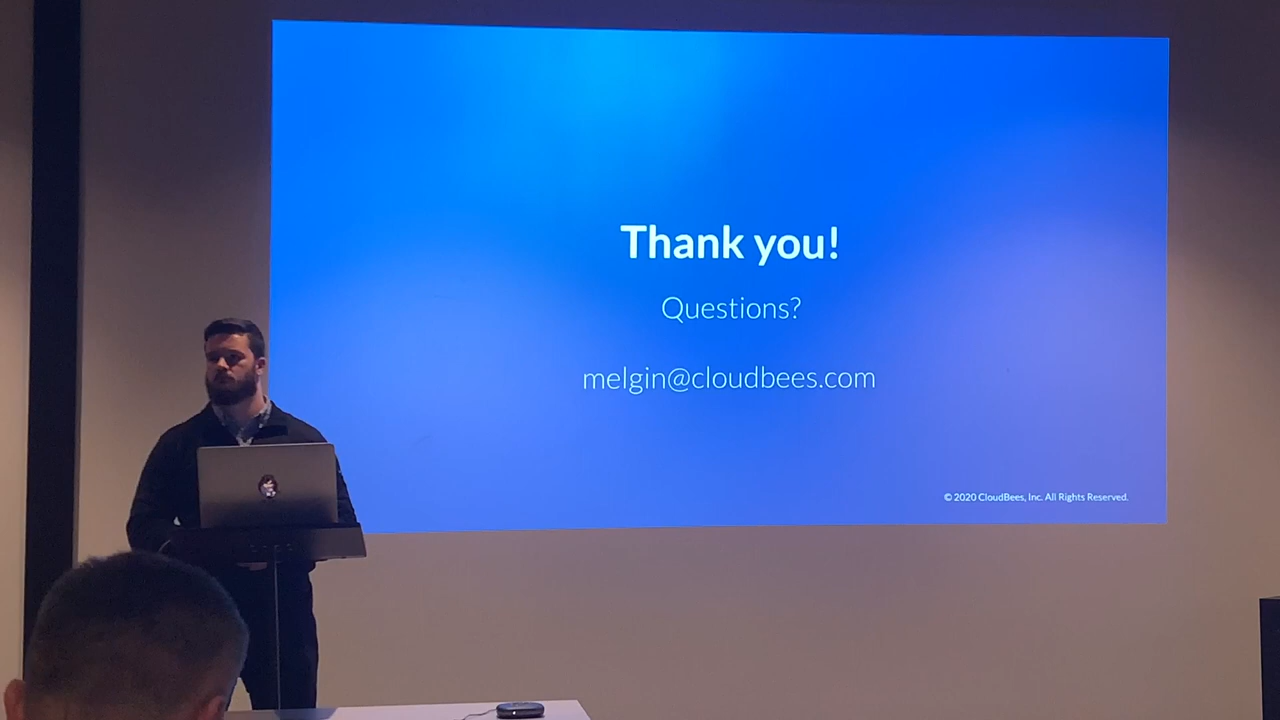 Thank you!
Questions?
melgin@cloudbees.com
© 2020 CloudBees, Inc. All Rights Reserved.